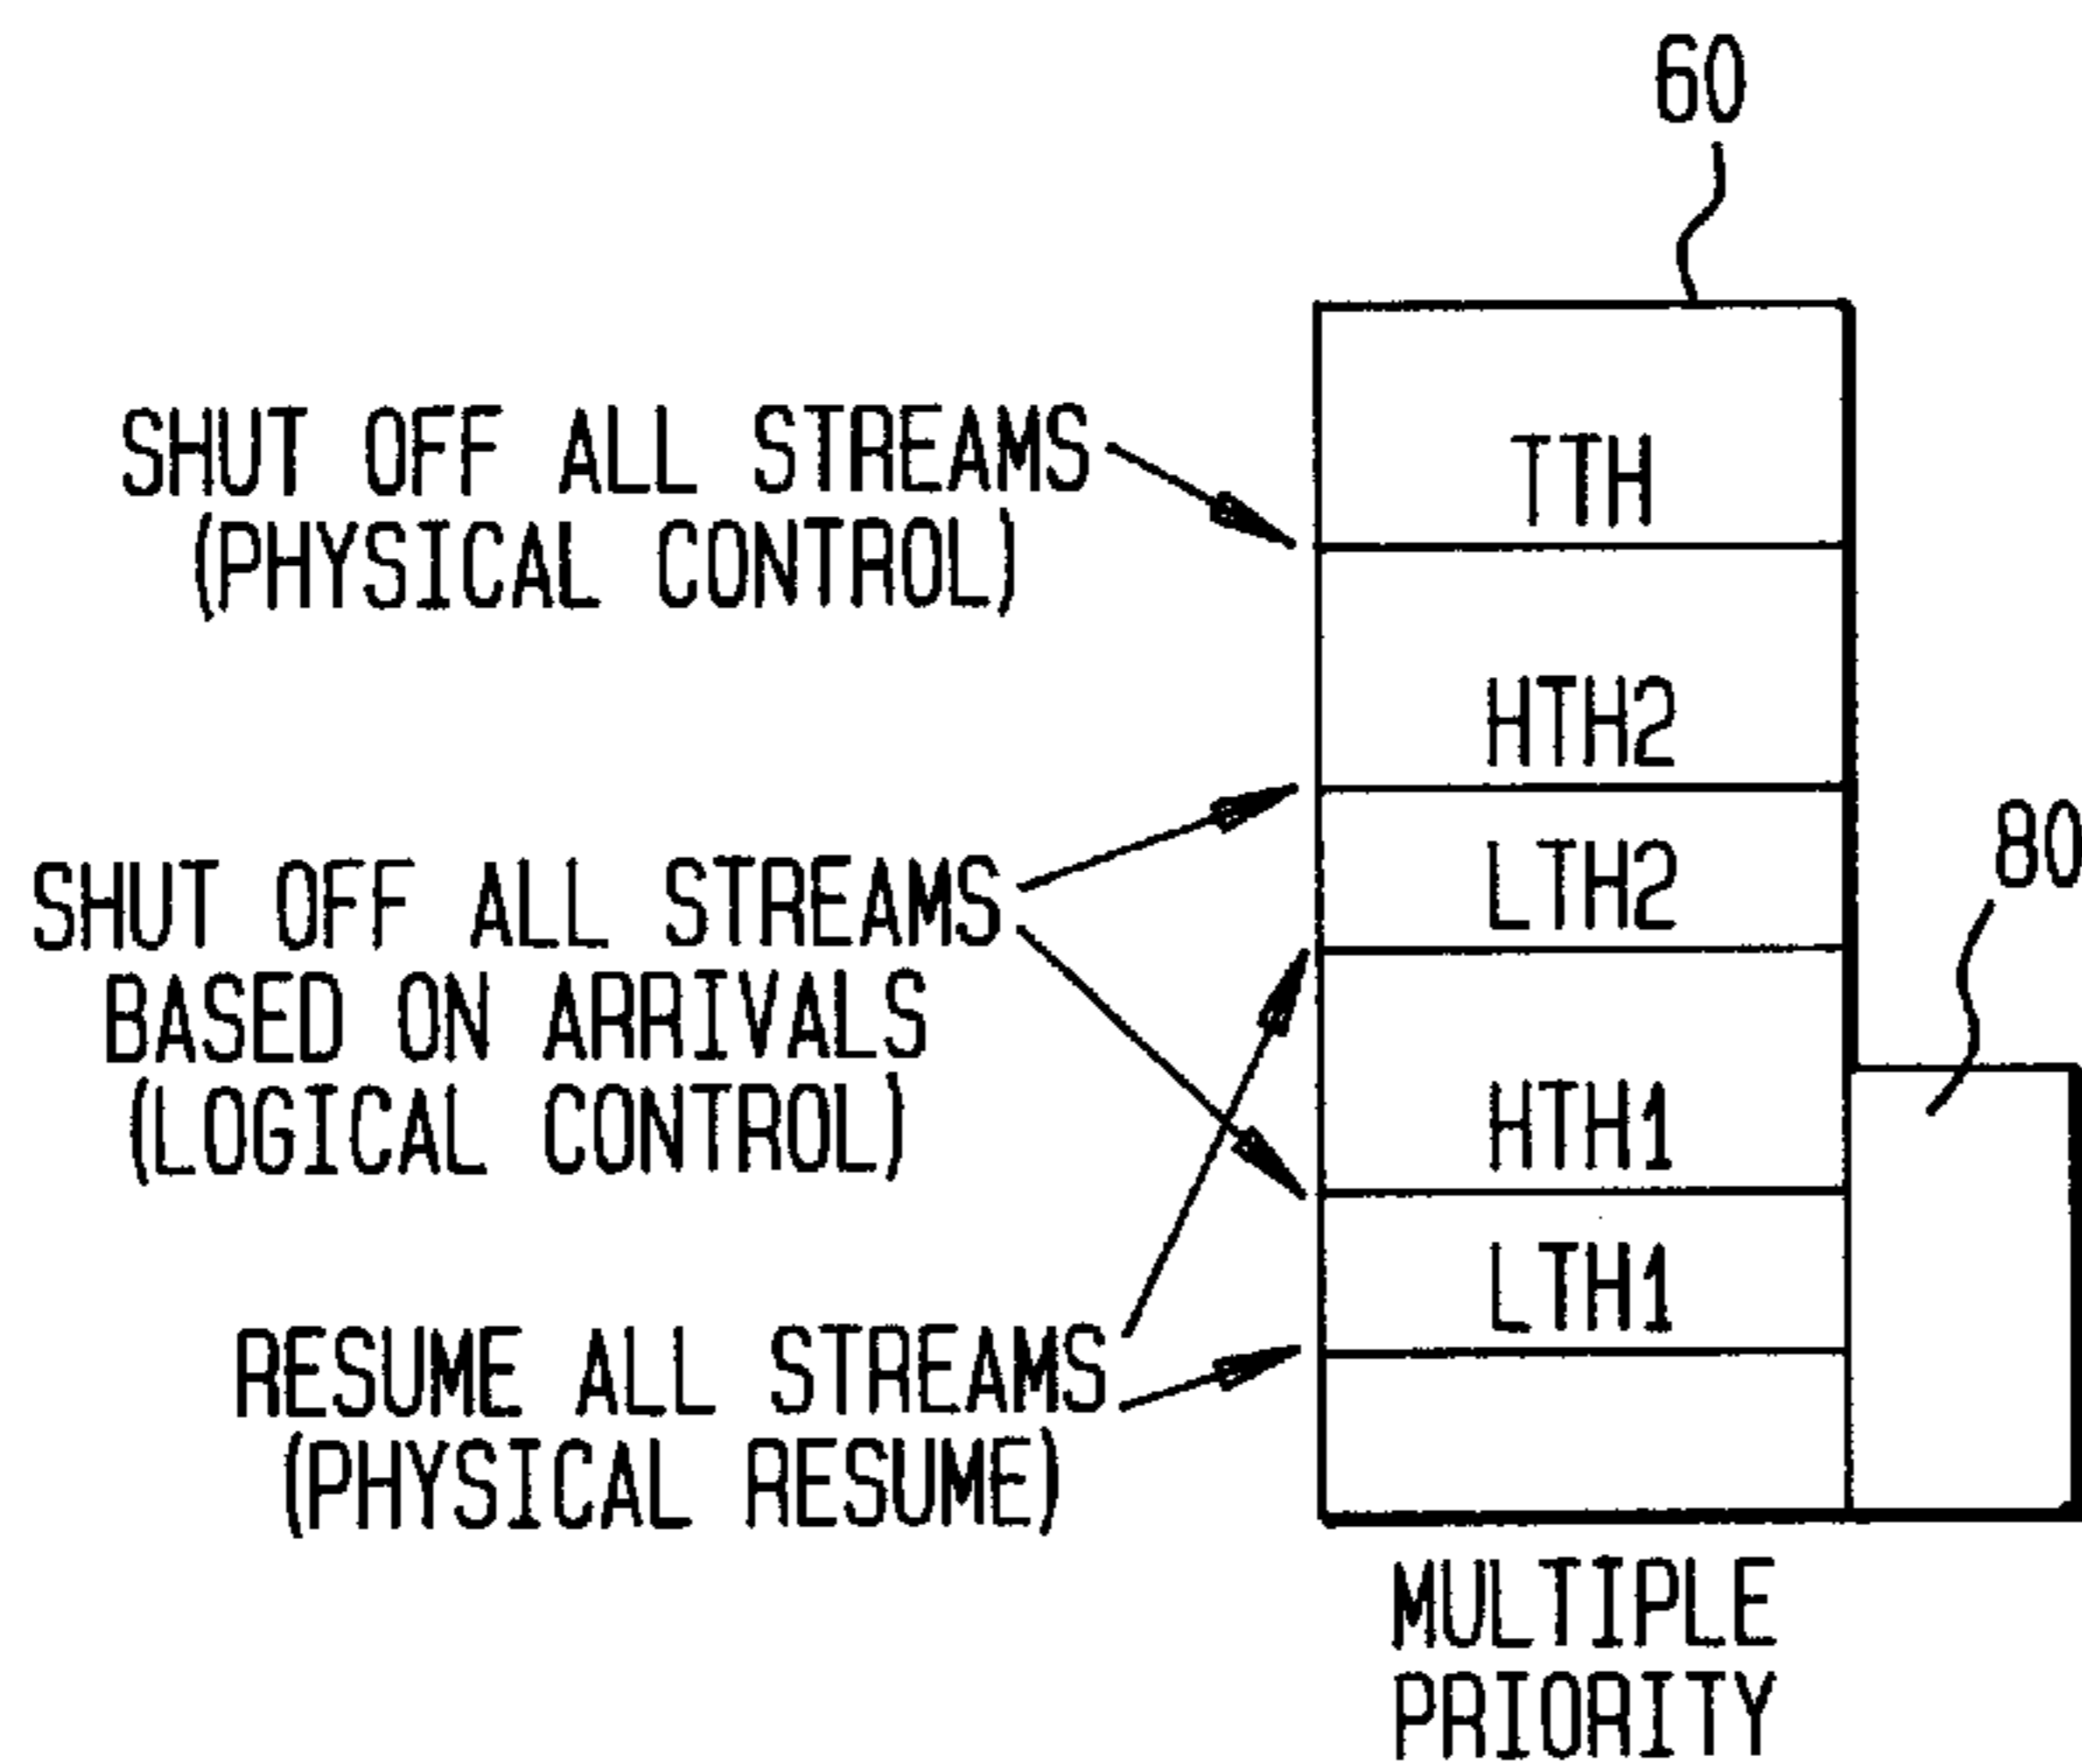 60
SHUT OFF ALL STREAMS
(PHYSICAL CONTROL)
TTH
HTH2
LTH2
80
SHUT OFF ALL STREAMS
BASED ON ARRIVALS
(LOGICAL CONTROL)
HTH1
LTH1
RESUME ALL STREAMS
(PHYSICAL RESUME)
MULTIPLE
PRIORITY